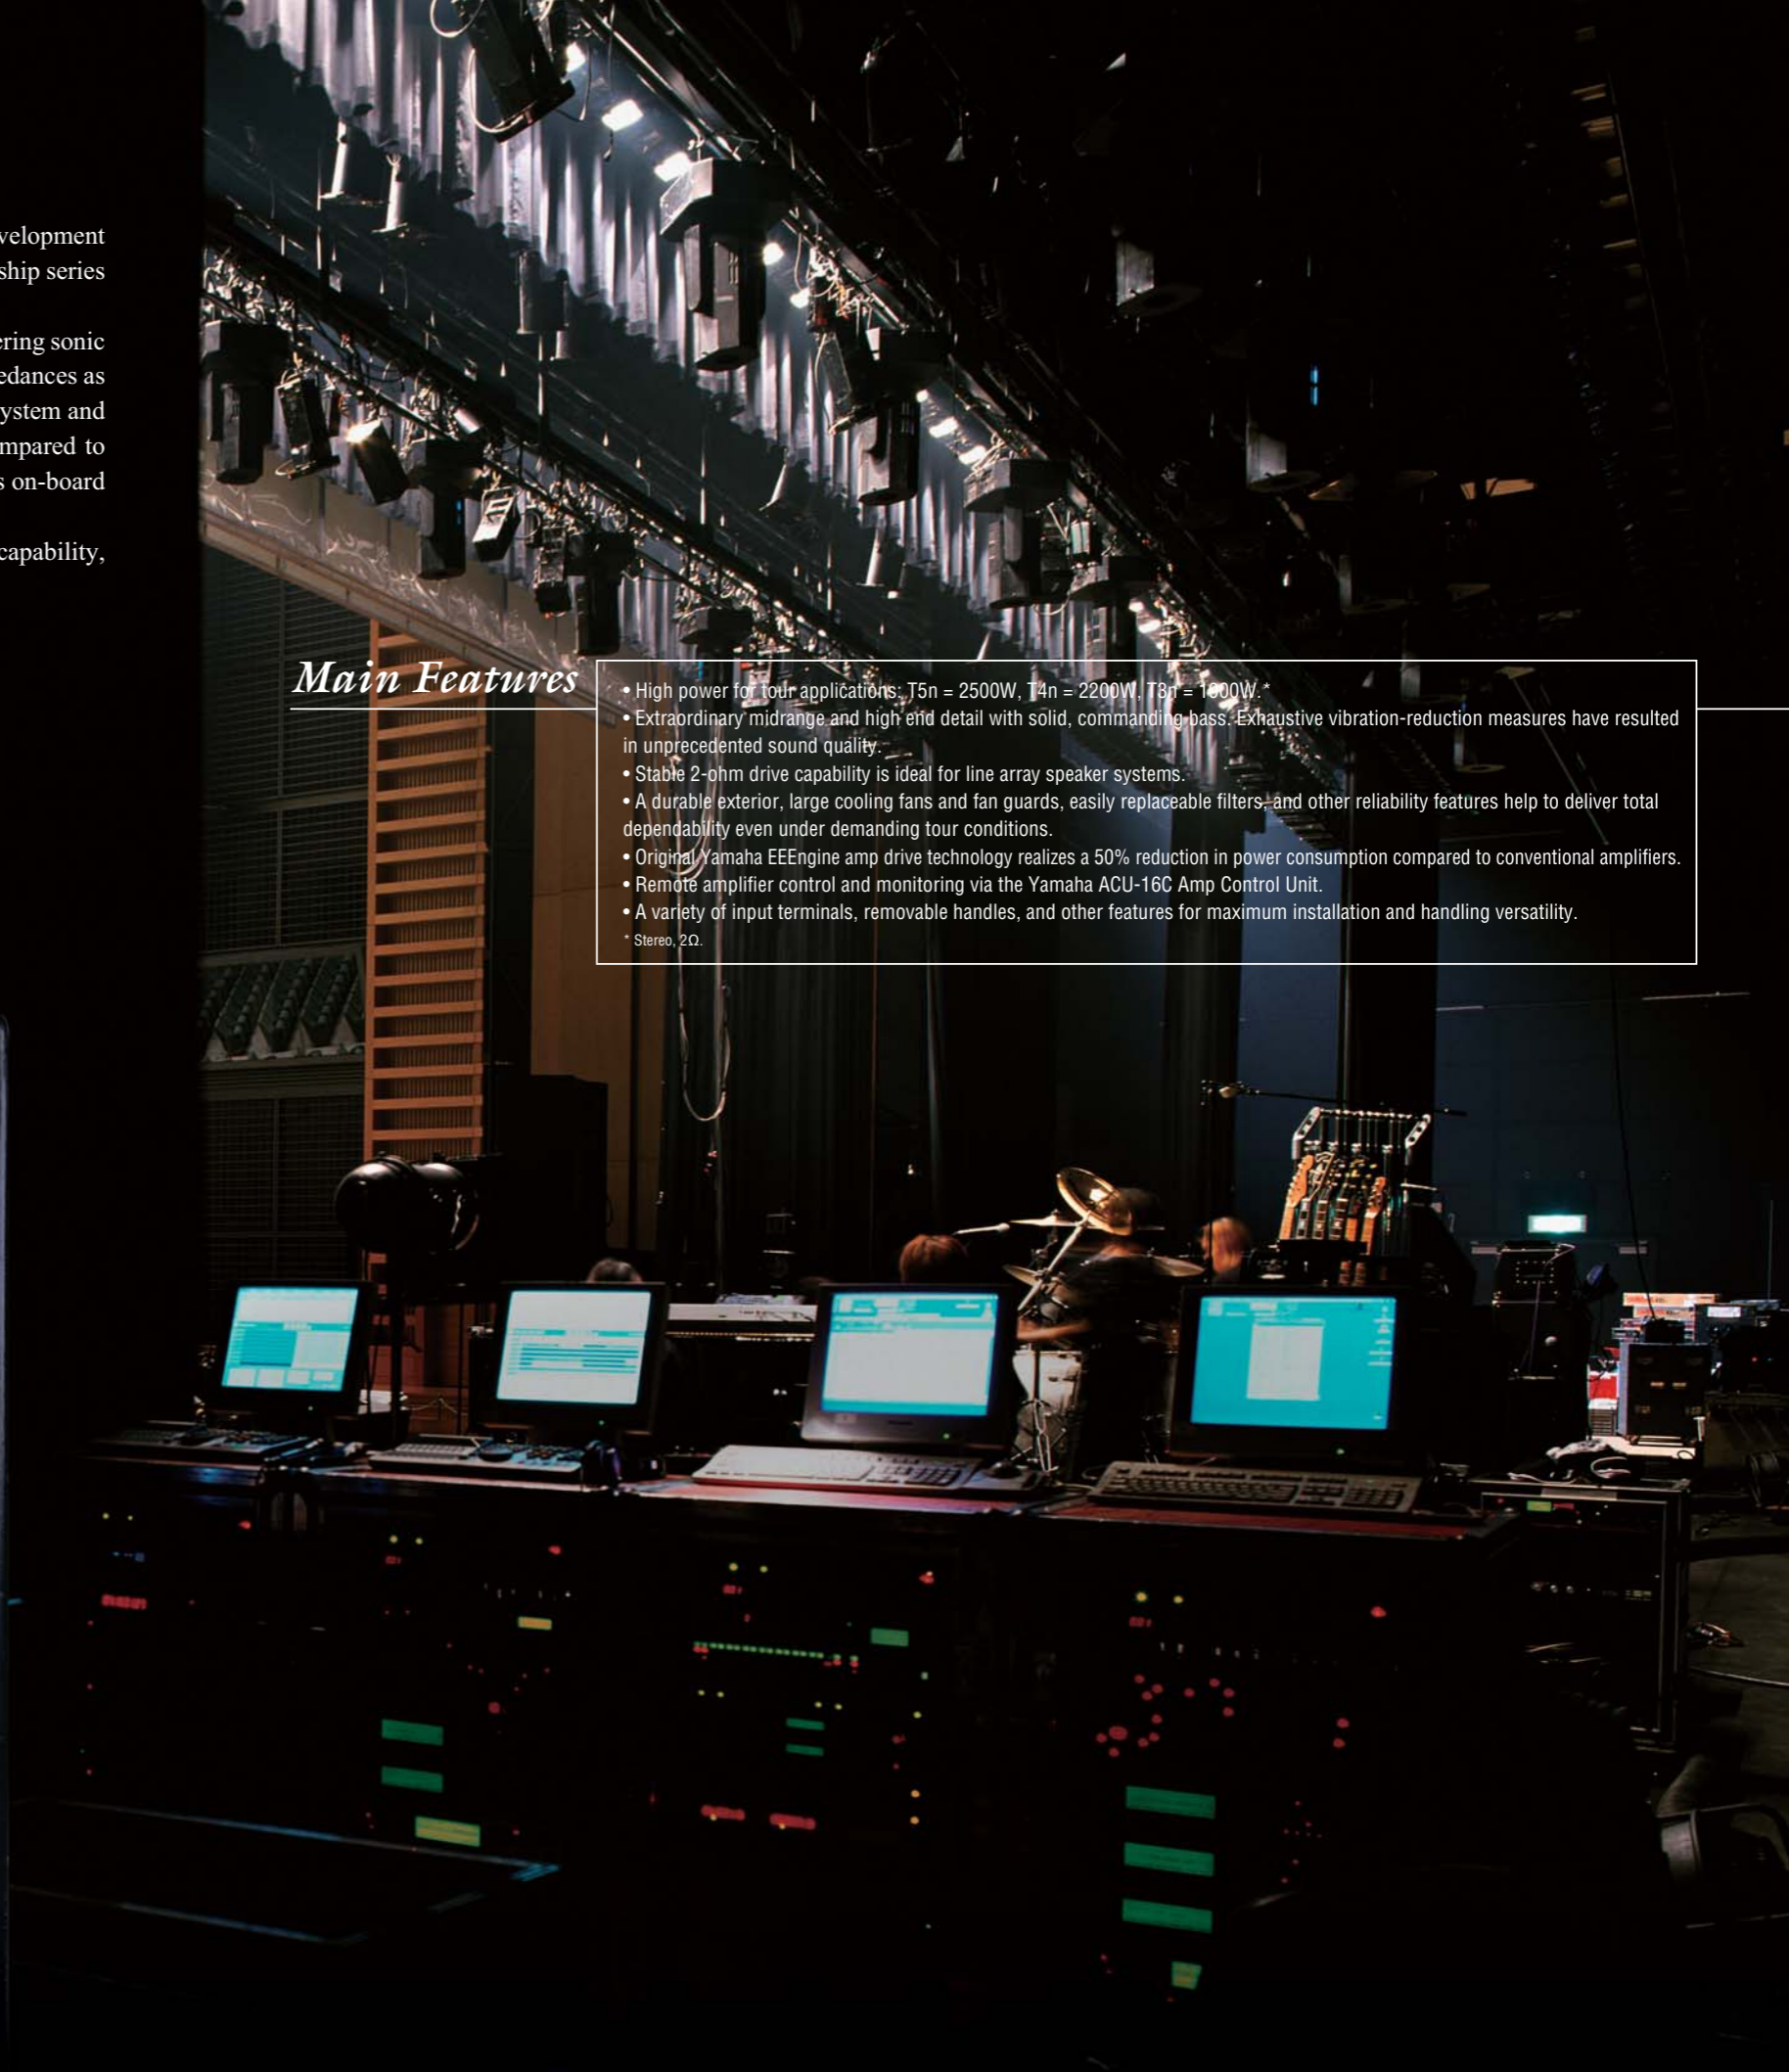 velopment
ship series
ering sonic
edances as
ystem and
mpared to
s on-board
capability,
Main Features
• High power for tour applications: T5n = 2500W, T4n = 2200W, T3n = 1900W.*
• Extraordinary midrange and high end detail with solid, commanding bass. Exhaustive vibration-reduction measures have resulted
in unprecedented sound quality.
• Stable 2-ohm drive capability is ideal for line array speaker systems.
• A durable exterior, large cooling fans and fan guards, easily replaceable filters, and other reliability features help to deliver total
dependability even under demanding tour conditions.
• Original Yamaha EEEngine amp drive technology realizes a 50% reduction in power consumption compared to conventional amplifiers.
• Remote amplifier control and monitoring via the Yamaha ACU-16C Amp Control Unit.
• A variety of input terminals, removable handles, and other features for maximum installation and handling versatility.
* Stereo, 2Ω.